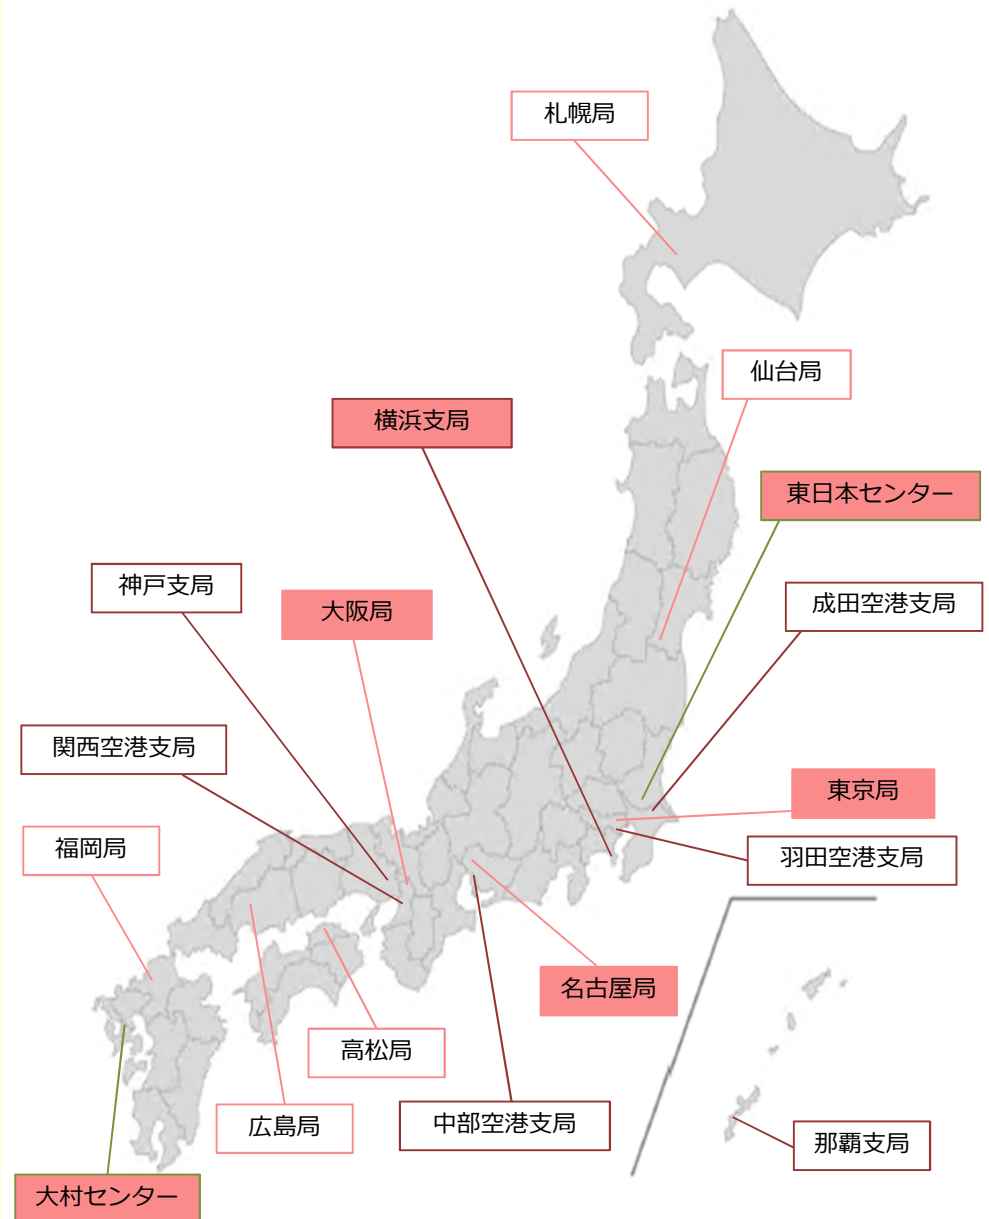 札幌局
仙台局
横浜支局
東日本センター
神戸支局
大阪局
成田空港支局
関西空港支局
東京局
福岡局
羽田空港支局
名古屋局
高松局
広島局
中部空港支局
那覇支局
大村センター